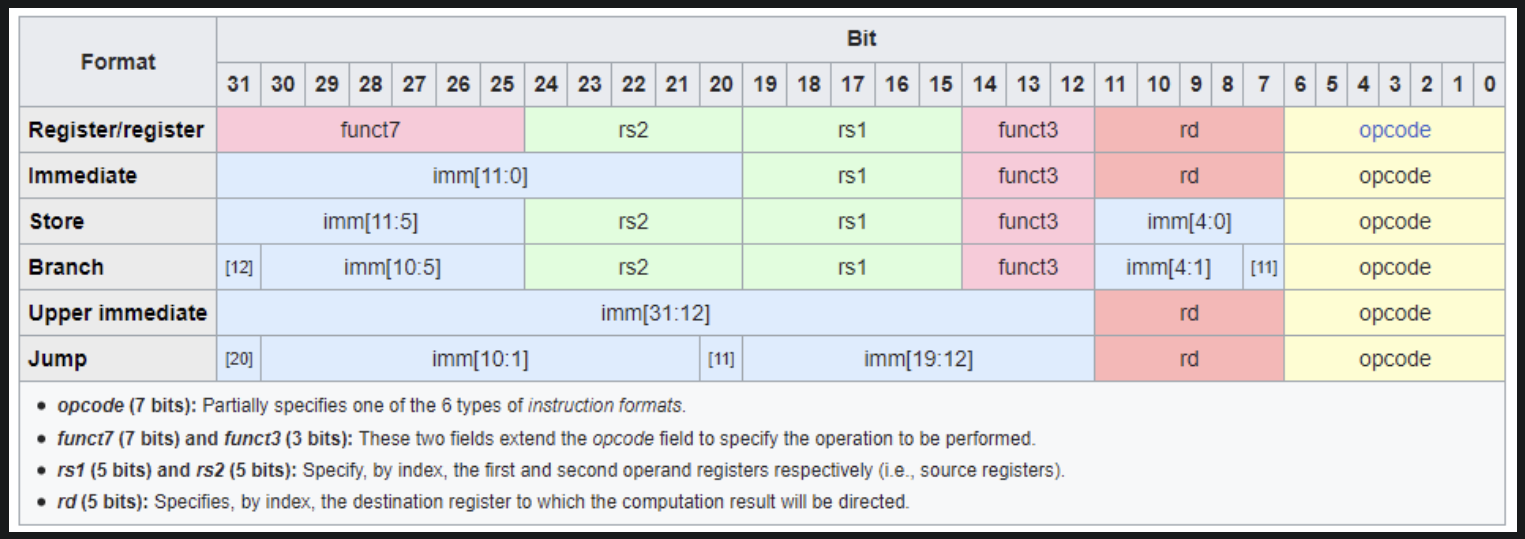 Format Bit
31 30 29 28 27 26 25 24 23 22 21 20 19 18 17 16 15 14 13 12 11 10 9 8 7 6 5 4 3 2 1 0
Register/register funct7 rs2 rs1 funct3 rd opcode
Immediate imm[11:0] rs1 funct3 rd opcode
Store imm[11:5] rs2 rs1 funct3 imm[4:0] opcode
Branch [12] imm[10:5] rs2 rs1 funct3 imm[4:1] [11] opcode
Upper immediate imm[31:12] rd opcode
Jump [20] imm[10:1] [11] imm[19:12] rd opcode
• opcode (7 bits): Partially specifies one of the 6 types of instruction formats.
• funct7 (7 bits) and funct3 (3 bits): These two fields extend the opcode field to specify the operation to be performed.
• rs1 (5 bits) and rs2 (5 bits): Specify, by index, the first and second operand registers respectively (i.e., source registers).
• rd (5 bits): Specifies, by index, the destination register to which the computation result will be directed.